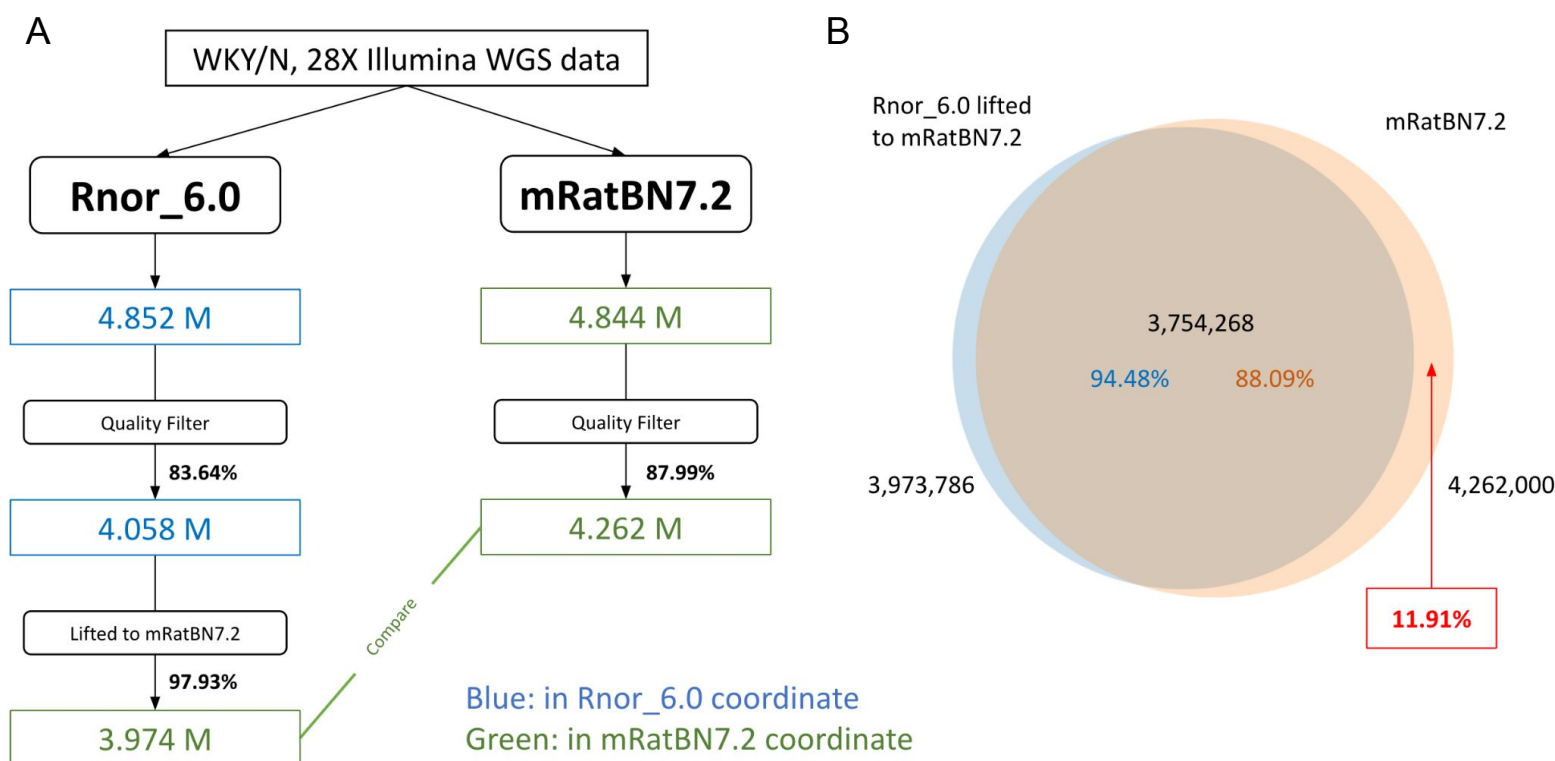 A
WKY/N, 28X Illumina WGS data
Rnor_6.0
mRatBN7.2
4.852 M
4.844 M
Quality Filter
Quality Filter
83.64%
87.99%
4.058 M
4.262 M
Lifted to mRatBN7.2
Compare
97.93%
3.974 M
Blue: in Rnor_6.0 coordinate
Green: in mRatBN7.2 coordinate
B
Rnor_6.0 lifted
to mRatBN7.2
mRatBN7.2
3,754,268
94.48%
88.09%
3,973,786
4,262,000
11.91%